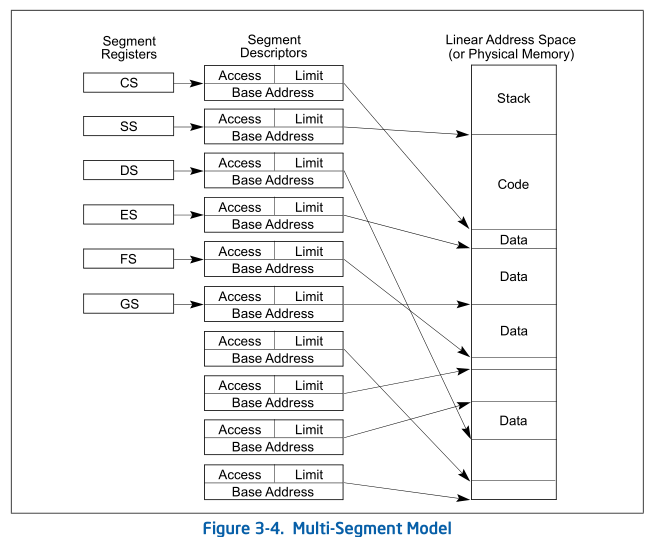 Segment Registers
Segment Descriptors
Linear Address Space (or Physical Memory)
CS
Access Limit
Base Address
Stack
SS
Access Limit
Base Address
DS
Access Limit
Base Address
Code
ES
Access Limit
Base Address
Data
FS
Access Limit
Base Address
Data
GS
Access Limit
Base Address
Data
Access Limit
Base Address
Access Limit
Base Address
Access Limit
Base Address
Data
Access Limit
Base Address
Figure 3-4. Multi-Segment Model